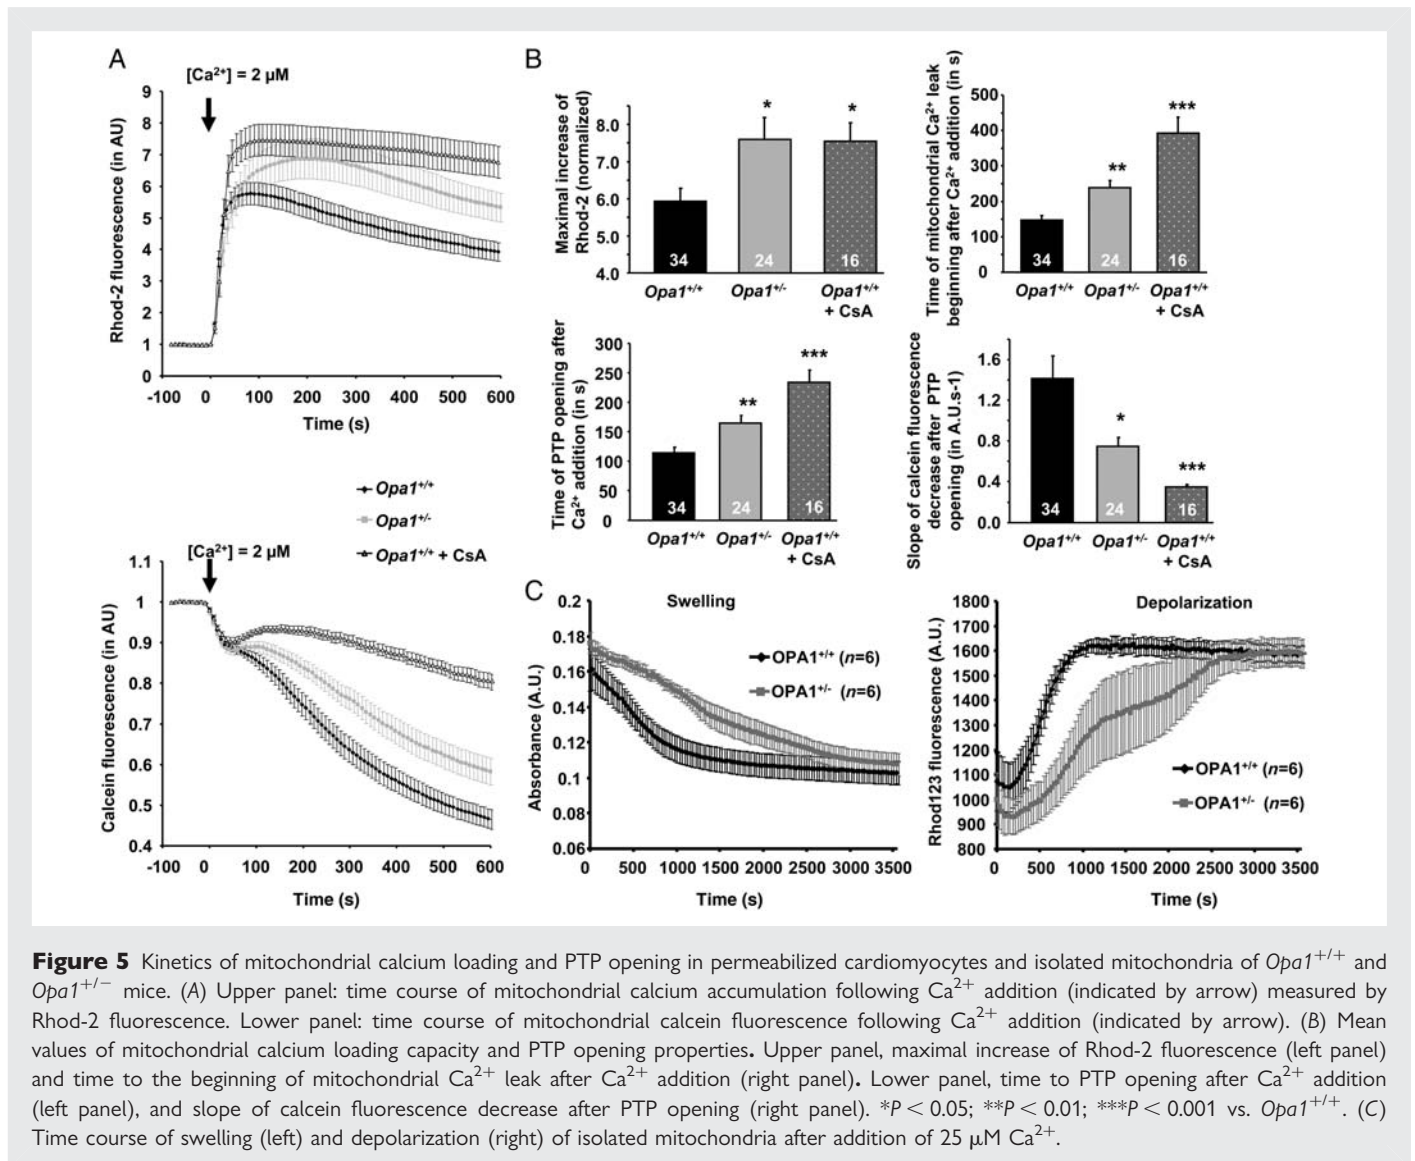 A
[Ca²⁺] = 2 µM
Rhod-2 fluorescence (in AU)
9
8
7
6
5
4
3
2
1
0
-100 0 100 200 300 400 500 600
Time (s)
Opa1⁺/⁺
Opa1⁺/⁻
Opa1⁺/⁺ + CsA
[Ca²⁺] = 2 µM
Calcein fluorescence (in AU)
1.1
1
0.9
0.8
0.7
0.6
0.5
0.4
-100 0 100 200 300 400 500 600
Time (s)
B
Maximal increase of
Rhod-2 (normalized)
8.0
7.0
6.0
5.0
4.0
* *
34 24 16
Opa1⁺/⁺ Opa1⁺/⁻ Opa1⁺/⁺
+ CsA
Time of mitochondrial Ca²⁺ leak
beginning after Ca²⁺ addition (in s)
500
400
300
200
100
0
** ***
34 24 16
Opa1⁺/⁺ Opa1⁺/⁻ Opa1⁺/⁺
+ CsA
Time of PTP opening after
Ca²⁺ addition (in s)
300
250
200
150
100
50
0
** ***
34 24 16
Opa1⁺/⁺ Opa1⁺/⁻ Opa1⁺/⁺
+ CsA
Slope of calcein fluorescence
decrease after PTP
opening (in A.U.s-1)
1.6
1.2
0.8
0.4
0.0
* ***
34 24 16
Opa1⁺/⁺ Opa1⁺/⁻ Opa1⁺/⁺
+ CsA
C
Swelling
Absorbance (A.U.)
0.2
0.18
0.16
0.14
0.12
0.1
0.08
0.06
OPA1⁺/⁺ (n=6)
OPA1⁺/⁻ (n=6)
0 500 1000 1500 2000 2500 3000 3500
Time (s)
Depolarization
Rhod123 fluorescence (A.U.)
1800
1700
1600
1500
1400
1300
1200
1100
1000
900
800
OPA1⁺/⁺ (n=6)
OPA1⁺/⁻ (n=6)
0 500 1000 1500 2000 2500 3000 3500
Time (s)
Figure 5 Kinetics of mitochondrial calcium loading and PTP opening in permeabilized cardiomyocytes and isolated mitochondria of Opa1⁺/⁺ and
Opa1⁺/⁻ mice. (A) Upper panel: time course of mitochondrial calcium accumulation following Ca²⁺ addition (indicated by arrow) measured by
Rhod-2 fluorescence. Lower panel: time course of mitochondrial calcein fluorescence following Ca²⁺ addition (indicated by arrow). (B) Mean
values of mitochondrial calcium loading capacity and PTP opening properties. Upper panel, maximal increase of Rhod-2 fluorescence (left panel)
and time to the beginning of mitochondrial Ca²⁺ leak after Ca²⁺ addition (right panel). Lower panel, time to PTP opening after Ca²⁺ addition
(left panel), and slope of calcein fluorescence decrease after PTP opening (right panel). *P < 0.05; **P < 0.01; ***P < 0.001 vs. Opa1⁺/⁺. (C)
Time course of swelling (left) and depolarization (right) of isolated mitochondria after addition of 25 µM Ca²⁺.